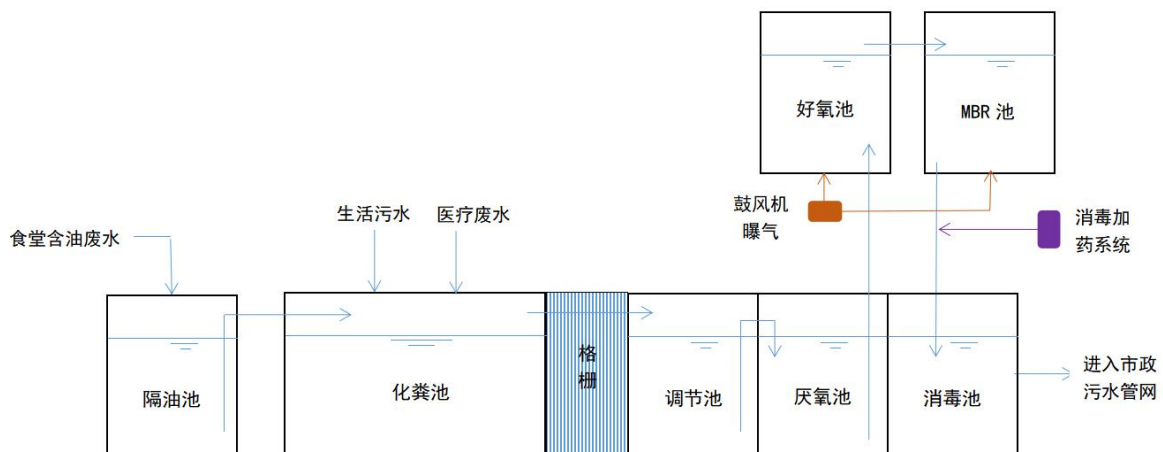 好氧池
MBR 池
鼓风机
曝气
消毒加
药系统
生活污水
医疗废水
食堂含油废水
隔油池
化粪池
格
栅
调节池
厌氧池
消毒池
进入市政
污水管网